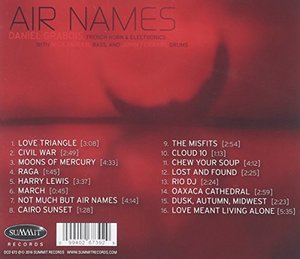 AIR NAMES
DANIEL GRABOIS FRENCH HORN & ELECTRONICS
WITH BASS, AND DRUMS
1. LOVE TRIANGLE [3:08]
2. CIVIL WAR [2:49]
3. MOONS OF MERCURY [4:33]
4. RAGA [1:51]
5. HARRY LEWIS [3:37]
6. MARCH [0:45]
7. NOT MUCH BUT AIR NAMES [4:14]
8. CAIRO SUNSET [1:28]
9. THE MISFITS [2:54]
10. CLOUD 10 [1:13]
11. CHEW YOUR SOUP [4:12]
12. LOST AND FOUND [2:25]
13. RIO DJ [2:24]
14. OAXACA CATHEDRAL [2:59]
15. DUSK, AUTUMN, MIDWEST [2:23]
16. LOVE MEANT LIVING ALONE [5:35]
SUMMIT
RECORDS